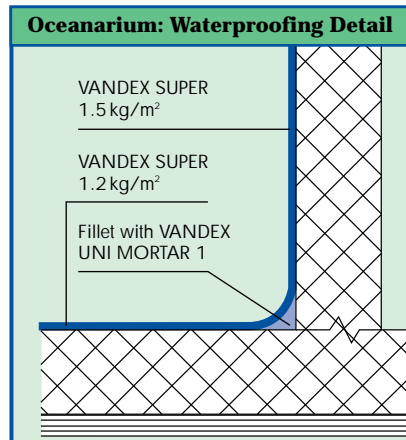 Oceanarium: Waterproofing Detail
VANDEX SUPER
1.5 kg/m²
VANDEX SUPER
1.2 kg/m²
Fillet with VANDEX
UNI MORTAR 1